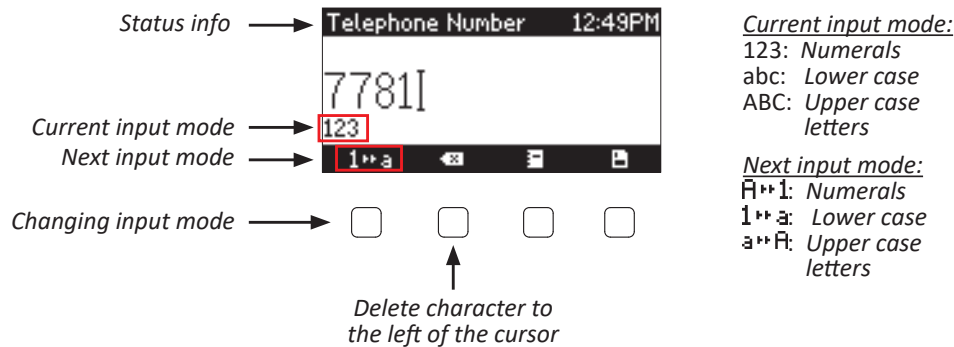 Status info
Telephone Number 12:49PM
7781
Current input mode
123
Next input mode
1 a
Changing input mode
Delete character to
the left of the cursor
Current input mode:
123: Numerals
abc: Lower case
ABC: Upper case
letters
Next input mode:
A 1: Numerals
1 a: Lower case
a A: Upper case
letters